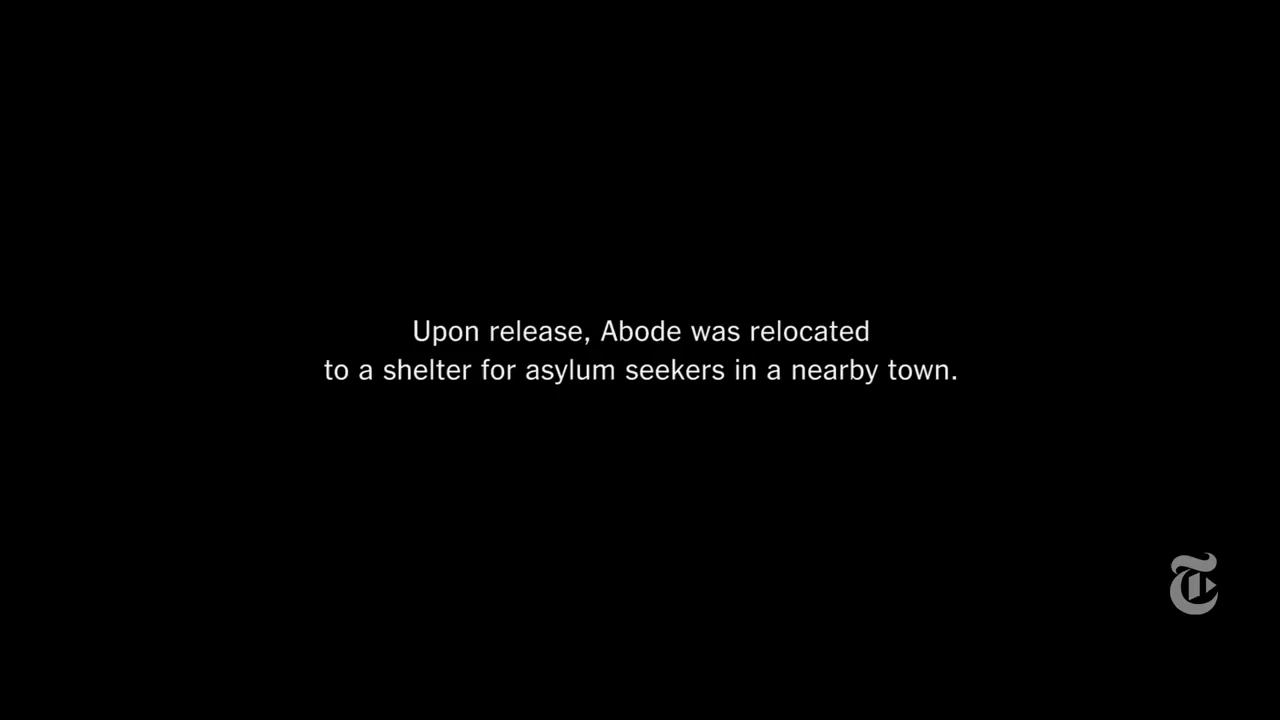 Upon release, Abode was relocated
to a shelter for asylum seekers in a nearby town.
T